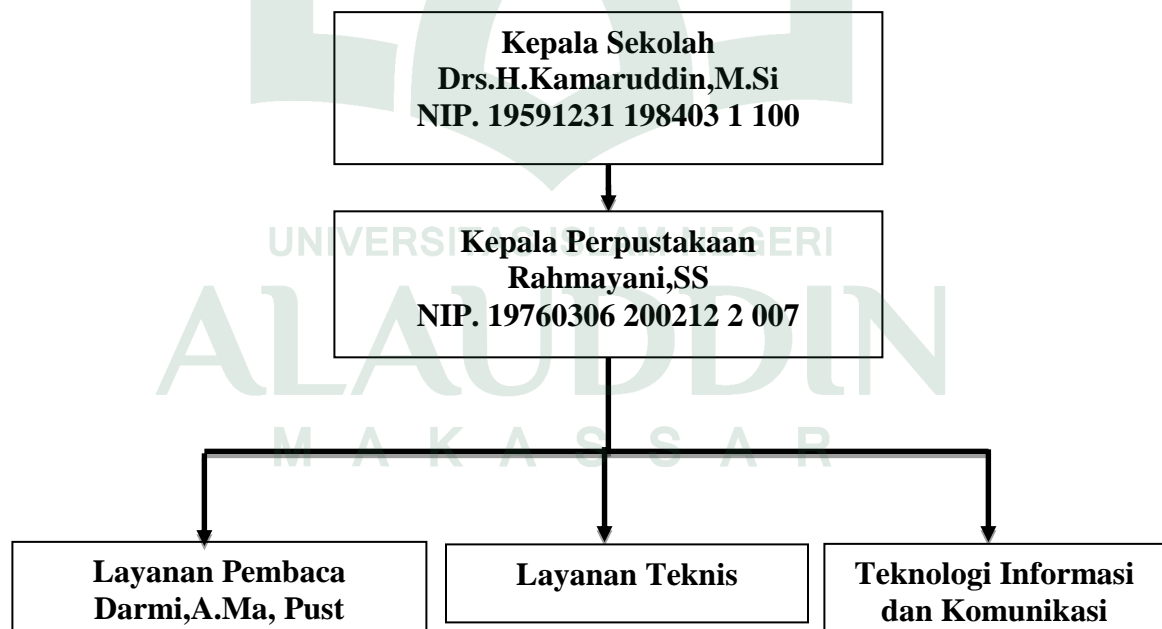 Kepala Sekolah
Drs.H.Kamaruddin,M.Si
NIP. 19591231 198403 1 100
UNIVERSITAS ISLAM NEGERI
Kepala Perpustakaan
Rahmayani,SS
NIP. 19760306 200212 2 007
ALAUDDIN
MAKASSAR
Layanan Pembaca
Darmi,A.Ma, Pust
Layanan Teknis
Teknologi Informasi
dan Komunikasi